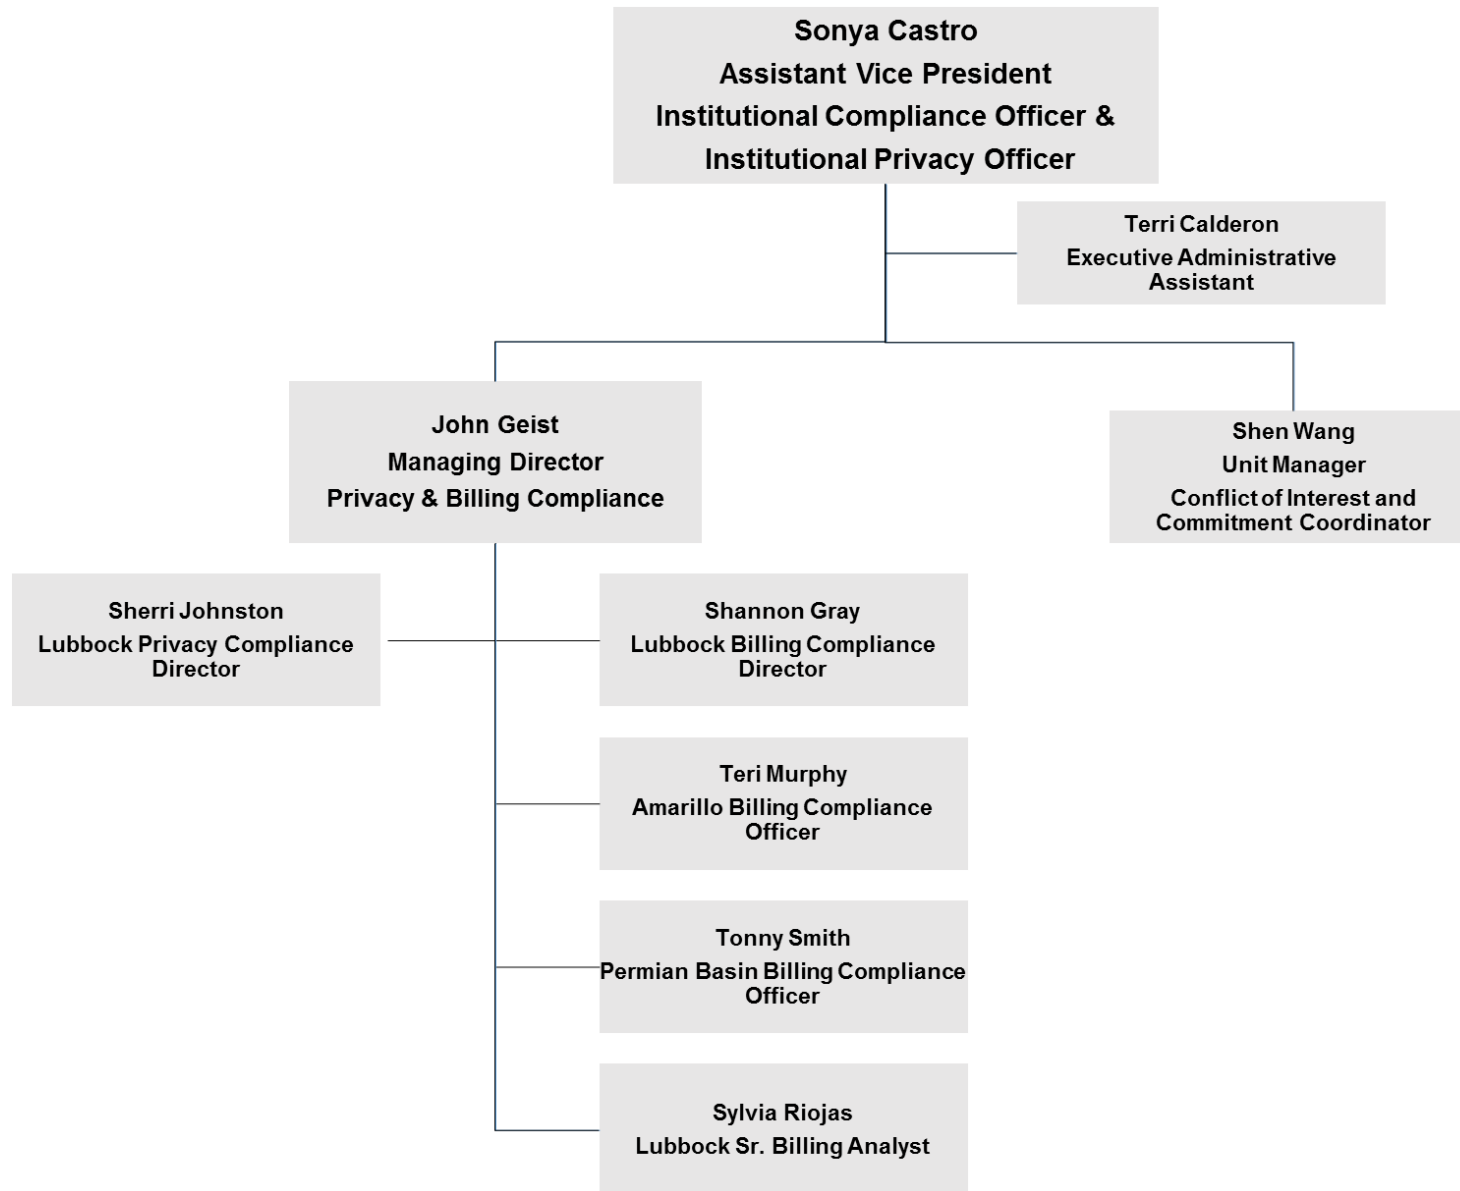 Sonya Castro
Assistant Vice President
Institutional Compliance Officer &
Institutional Privacy Officer
Terri Calderon
Executive Administrative
Assistant
John Geist
Managing Director
Privacy & Billing Compliance
Shen Wang
Unit Manager
Conflict of Interest and
Commitment Coordinator
Sherri Johnston
Lubbock Privacy Compliance
Director
Shannon Gray
Lubbock Billing Compliance
Director
Teri Murphy
Amarillo Billing Compliance
Officer
Tonny Smith
Permian Basin Billing Compliance
Officer
Sylvia Riojas
Lubbock Sr. Billing Analyst